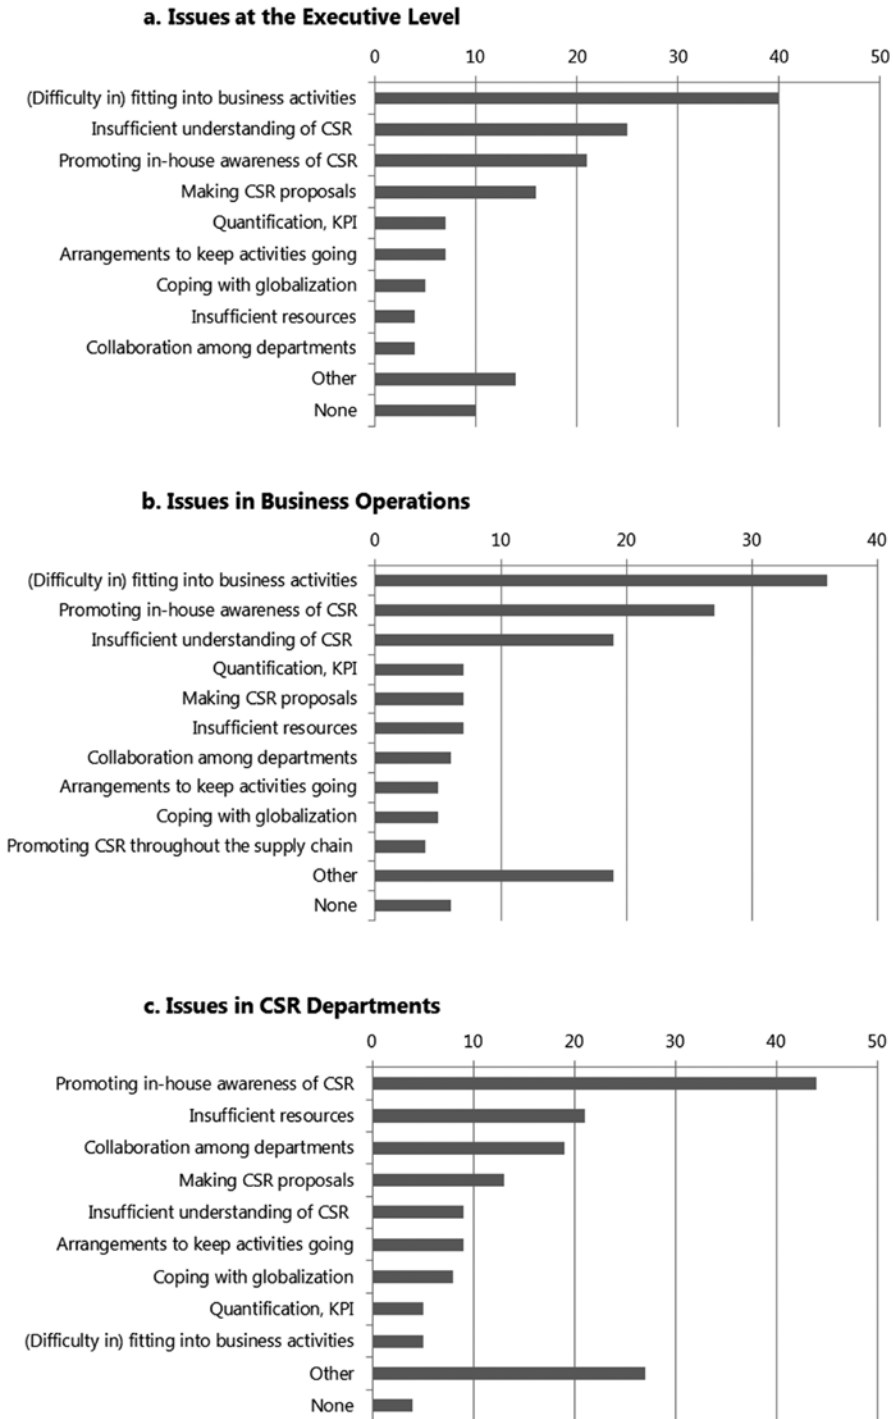 a. Issues at the Executive Level
0 10 20 30 40 50
(Difficulty in) fitting into business activities
Insufficient understanding of CSR
Promoting in-house awareness of CSR
Making CSR proposals
Quantification, KPI
Arrangements to keep activities going
Coping with globalization
Insufficient resources
Collaboration among departments
Other
None
b. Issues in Business Operations
0 10 20 30 40
(Difficulty in) fitting into business activities
Promoting in-house awareness of CSR
Insufficient understanding of CSR
Quantification, KPI
Making CSR proposals
Insufficient resources
Collaboration among departments
Arrangements to keep activities going
Coping with globalization
Promoting CSR throughout the supply chain
Other
None
c. Issues in CSR Departments
0 10 20 30 40 50
Promoting in-house awareness of CSR
Insufficient resources
Collaboration among departments
Making CSR proposals
Insufficient understanding of CSR
Arrangements to keep activities going
Coping with globalization
Quantification, KPI
(Difficulty in) fitting into business activities
Other
None